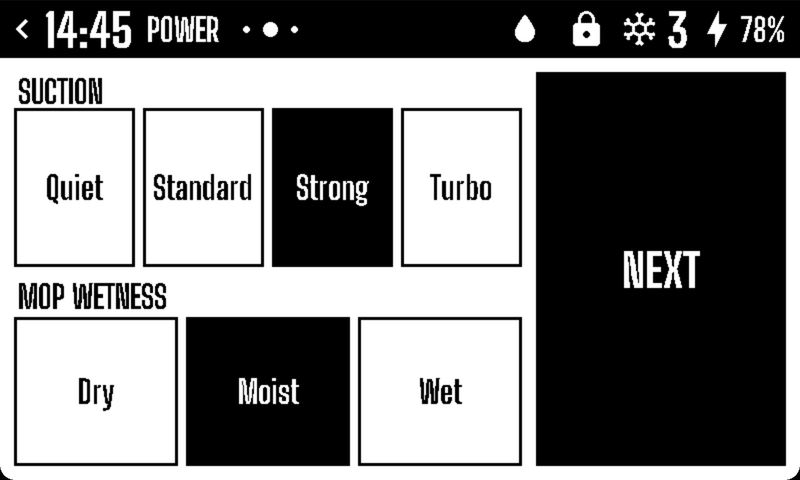 14:45 POWER 3 78%
SUCTION
Quiet Standard Strong Turbo
MOP WETNESS
Dry Moist Wet
NEXT